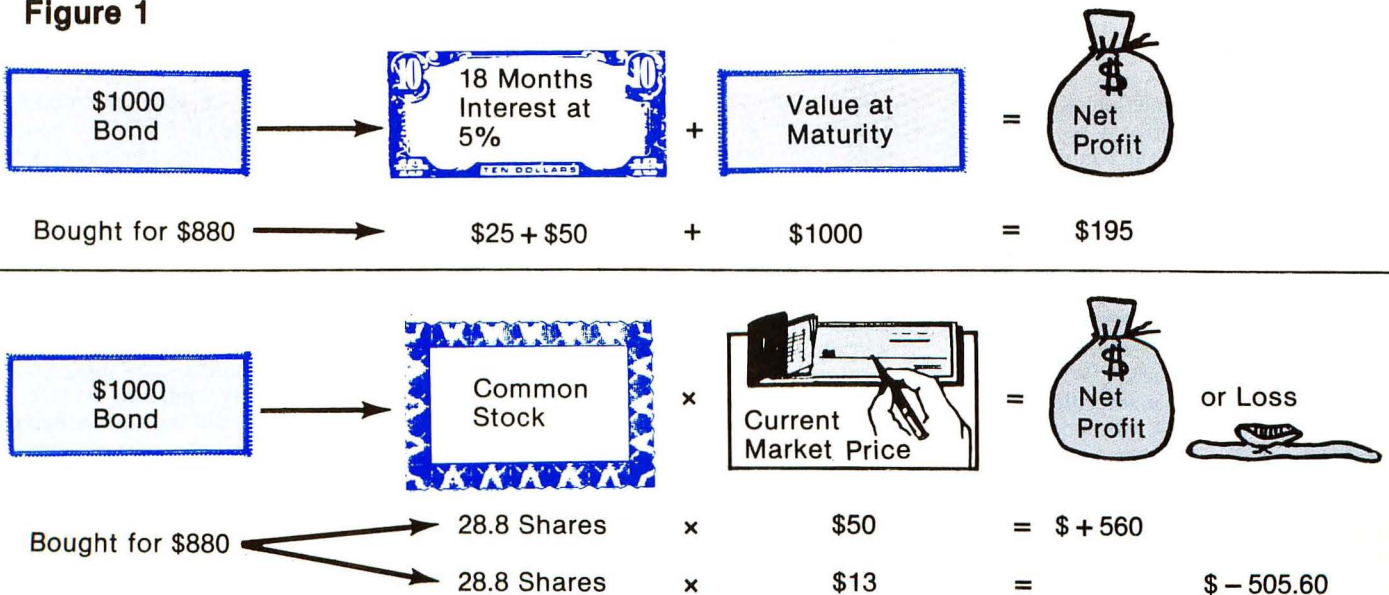 Figure 1
$1000
Bond
10
10
18 Months
Interest at
5%
TEN DOLLARS
+
Value at
Maturity
=
$
Net
Profit
Bought for $880
$25 + $50
+
$1000
=
$195
$1000
Bond
Common
Stock
×
Current
Market Price
=
$
Net
Profit
or Loss
Bought for $880
28.8 Shares
×
$50
=
$ + 560
28.8 Shares
×
$13
=
$ – 505.60